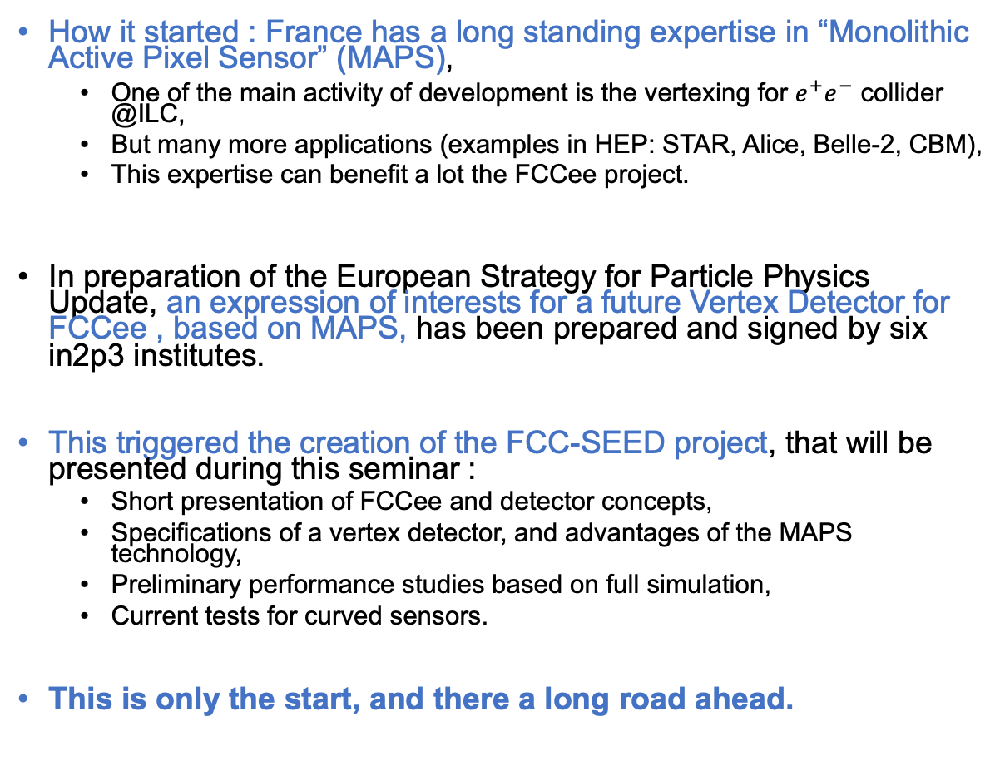 • How it started : France has a long standing expertise in “Monolithic
Active Pixel Sensor” (MAPS),
• One of the main activity of development is the vertexing for e⁺e⁻ collider
@ILC,
• But many more applications (examples in HEP: STAR, Alice, Belle-2, CBM),
• This expertise can benefit a lot the FCCee project.
• In preparation of the European Strategy for Particle Physics
Update, an expression of interests for a future Vertex Detector for
FCCee , based on MAPS, has been prepared and signed by six
in2p3 institutes.
• This triggered the creation of the FCC-SEED project, that will be
presented during this seminar :
• Short presentation of FCCee and detector concepts,
• Specifications of a vertex detector, and advantages of the MAPS
technology,
• Preliminary performance studies based on full simulation,
• Current tests for curved sensors.
• This is only the start, and there a long road ahead.